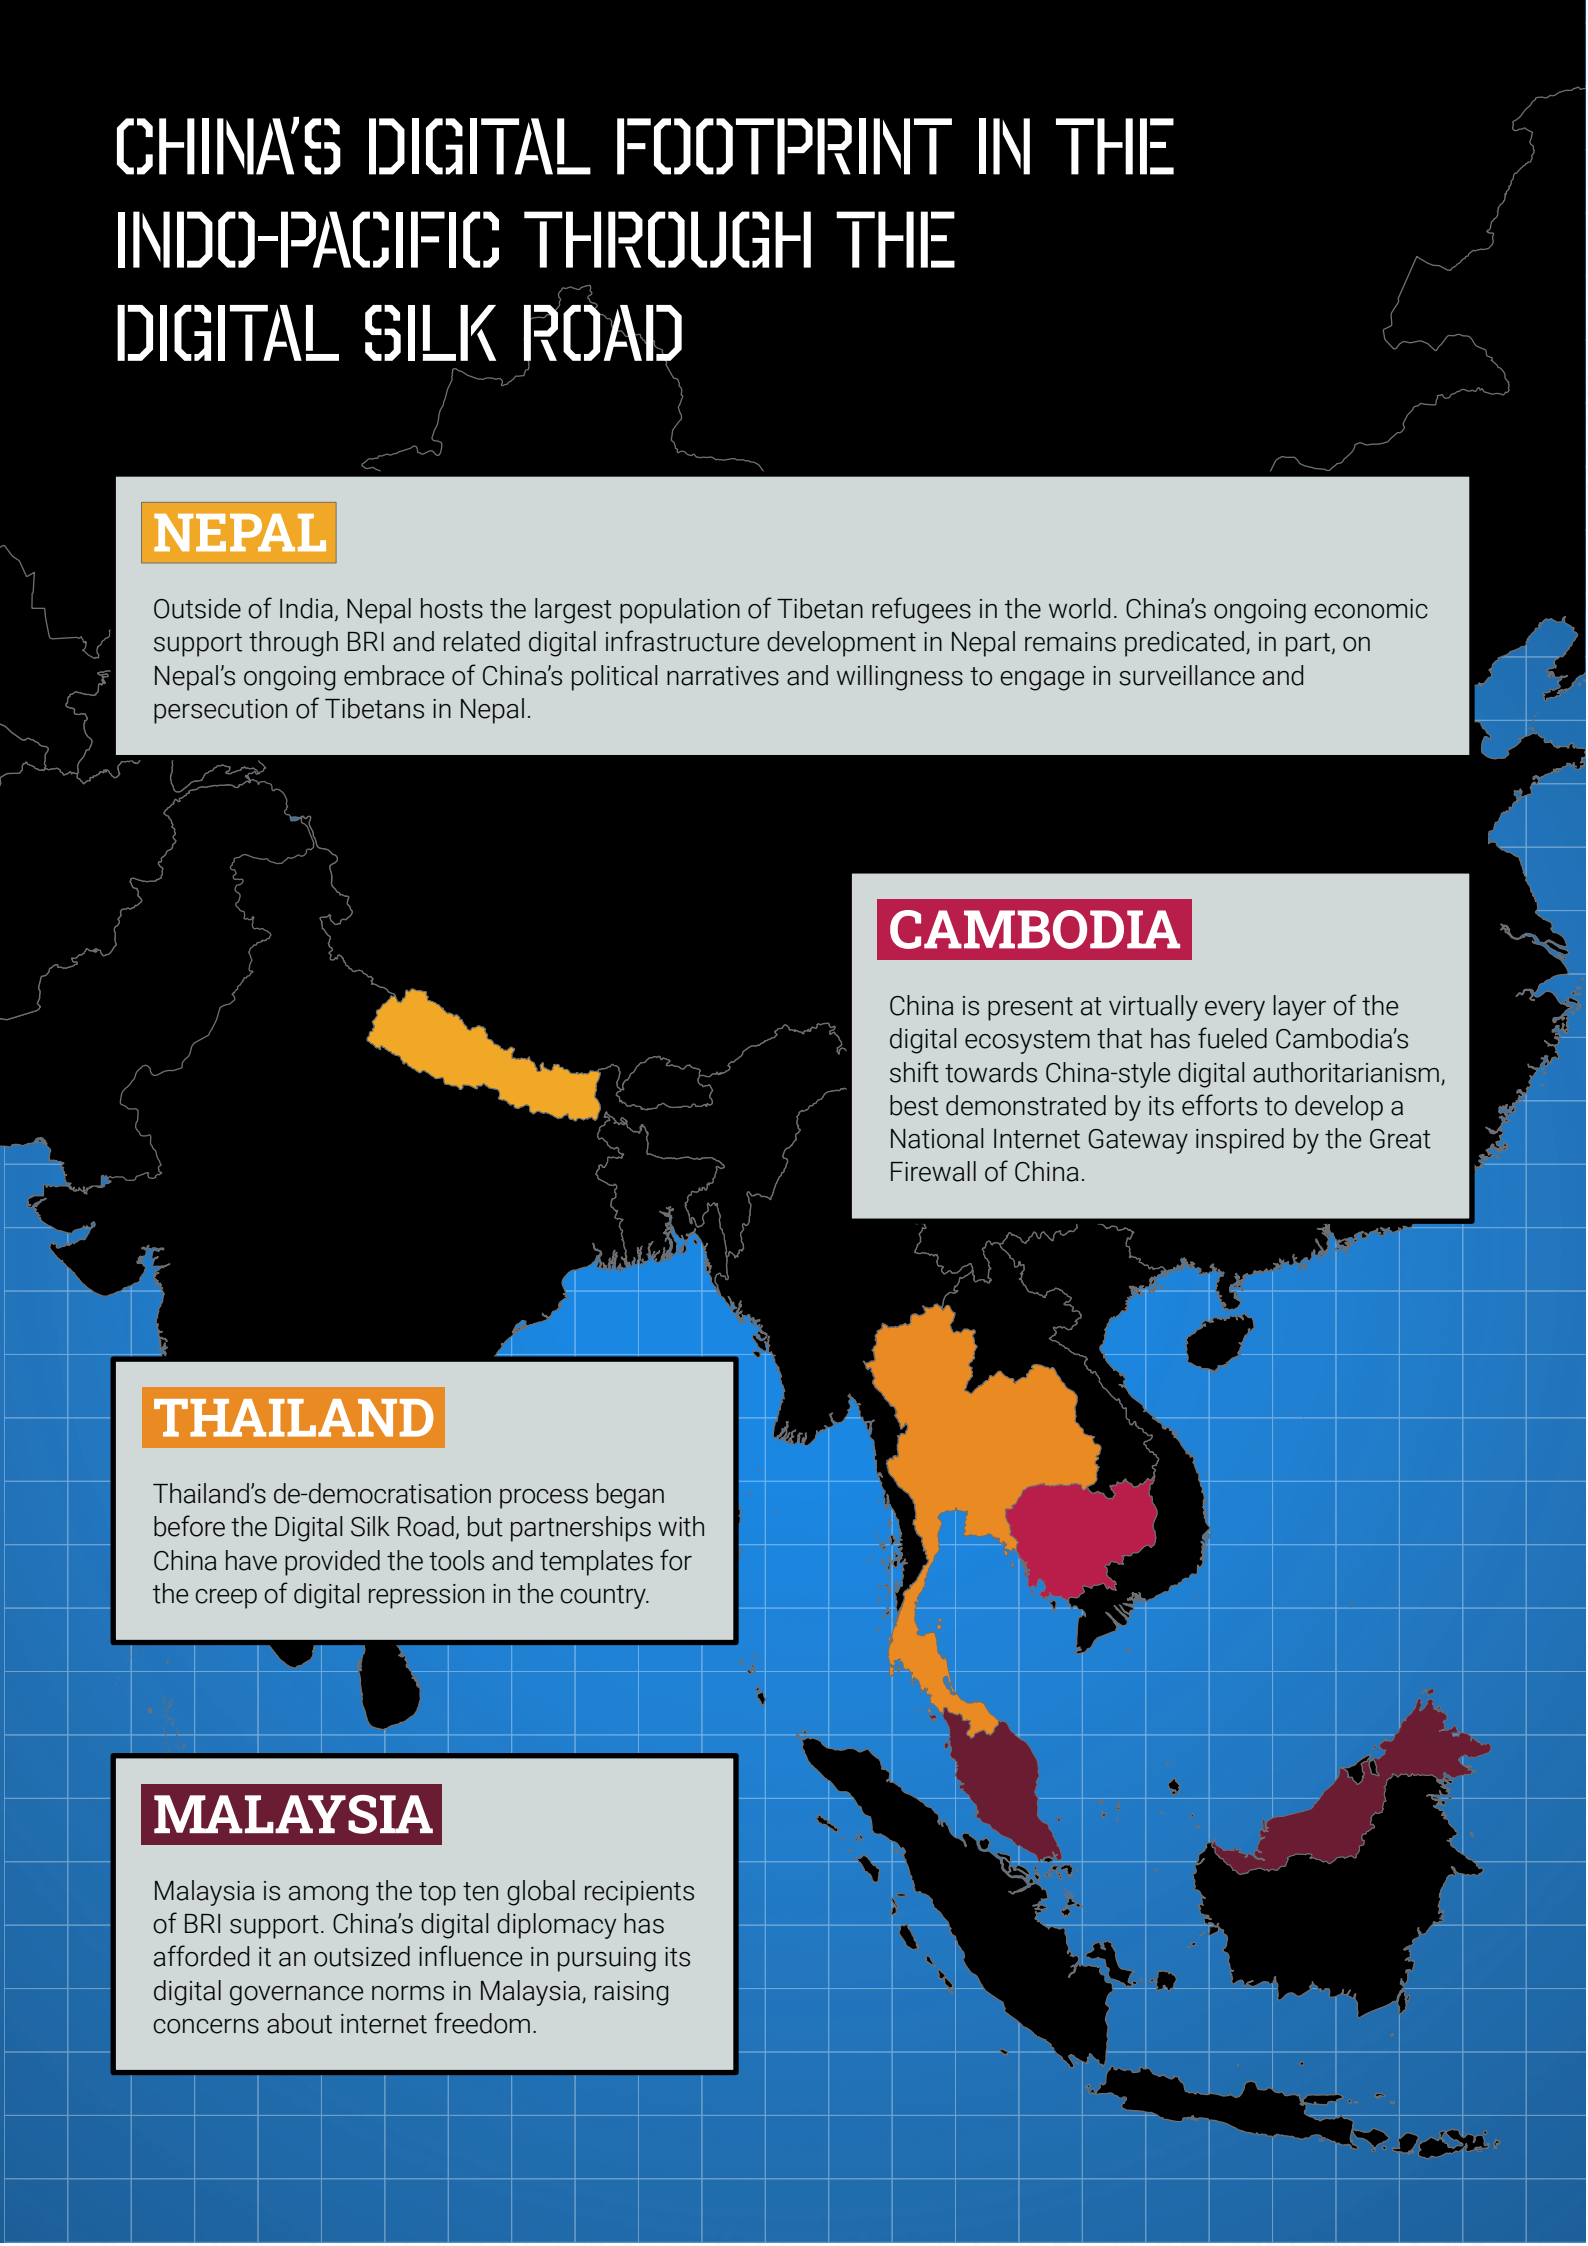 CHINA'S DIGITAL FOOTPRINT IN THE
INDO-PACIFIC THROUGH THE
DIGITAL SILK ROAD
NEPAL
Outside of India, Nepal hosts the largest population of Tibetan refugees in the world. China's ongoing economic
support through BRI and related digital infrastructure development in Nepal remains predicated, in part, on
Nepal's ongoing embrace of China's political narratives and willingness to engage in surveillance and
persecution of Tibetans in Nepal.
CAMBODIA
China is present at virtually every layer of the
digital ecosystem that has fueled Cambodia's
shift towards China-style digital authoritarianism,
best demonstrated by its efforts to develop a
National Internet Gateway inspired by the Great
Firewall of China.
THAILAND
Thailand's de-democratisation process began
before the Digital Silk Road, but partnerships with
China have provided the tools and templates for
the creep of digital repression in the country.
MALAYSIA
Malaysia is among the top ten global recipients
of BRI support. China's digital diplomacy has
afforded it an outsized influence in pursuing its
digital governance norms in Malaysia, raising
concerns about internet freedom.